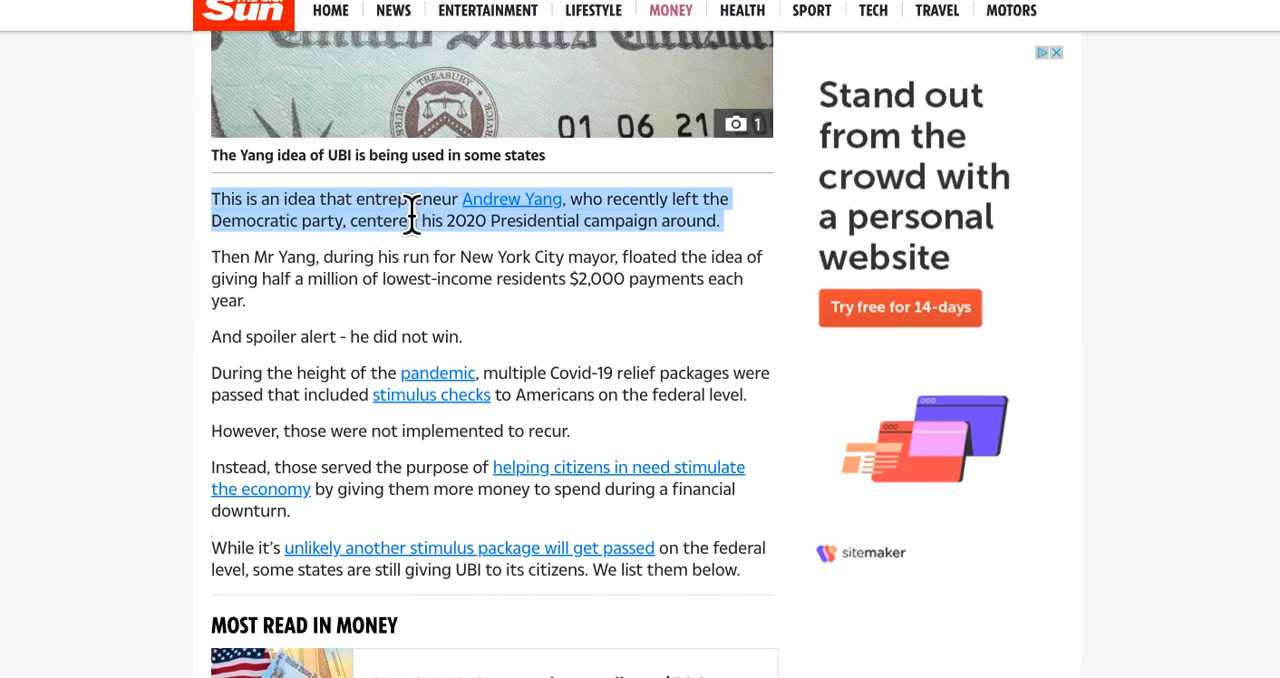 Sun
HOME NEWS ENTERTAINMENT LIFESTYLE MONEY HEALTH SPORT TECH TRAVEL MOTORS
TREASURY
01 06 21
1
The Yang idea of UBI is being used in some states
This is an idea that entrepreneur Andrew Yang, who recently left the
Democratic party, centered his 2020 Presidential campaign around.
Then Mr Yang, during his run for New York City mayor, floated the idea of
giving half a million of lowest-income residents $2,000 payments each
year.
And spoiler alert - he did not win.
During the height of the pandemic, multiple Covid-19 relief packages were
passed that included stimulus checks to Americans on the federal level.
However, those were not implemented to recur.
Instead, those served the purpose of helping citizens in need stimulate
the economy by giving them more money to spend during a financial
downturn.
While it's unlikely another stimulus package will get passed on the federal
level, some states are still giving UBI to its citizens. We list them below.
MOST READ IN MONEY
Stand out
from the
crowd with
a personal
website
Try free for 14-days
sitemaker